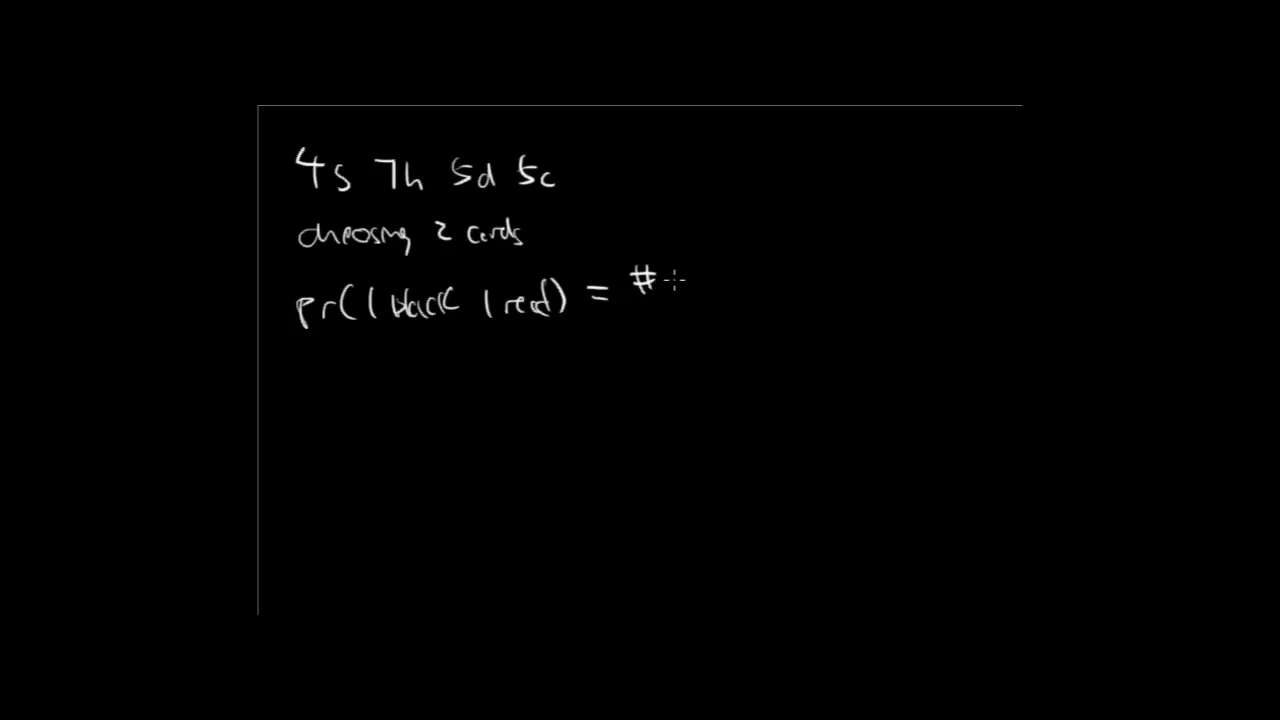 4s 7h 5d 5c
choosing 2 cards
pr(1 black 1 red) = #